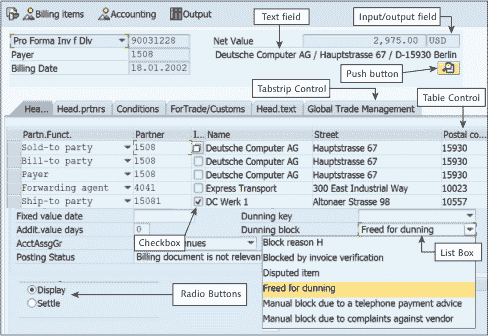 Billing items Accounting Output
Text field
Input/output field
Pro Forma Inv f Dlv 90031228 Net Value 2,975.00 USD
Payer 1508 Deutsche Computer AG / Hauptstrasse 67 / D-15930 Berlin
Billing Date 18.01.2002
Push button
Tabstrip Control
Table Control
Hea... Head.prtnrs Conditions ForTrade/Customs Head.text Global Trade Management
Partn.Funct. Partner I... Name Street Postal co...
Sold-to party 1508 Deutsche Computer AG Hauptstrasse 67 15930
Bill-to party 1508 Deutsche Computer AG Hauptstrasse 67 15930
Payer 1508 Deutsche Computer AG Hauptstrasse 67 15930
Forwarding agent 4041 Express Transport 300 East Industrial Way 10023
Ship-to party 15081 DC Werk 1 Altonaer Strasse 98 10557
Fixed value date Dunning key
Addit.value days 0 Dunning block Freed for dunning
AcctAssgGr Checkbox enues Block reason H List Box
Posting Status Billing document is not relevan Blocked by invoice verification
Disputed item
Display Radio Buttons Freed for dunning
Settle Manual block due to a telephone payment advice
Manual block due to complaints against vendor